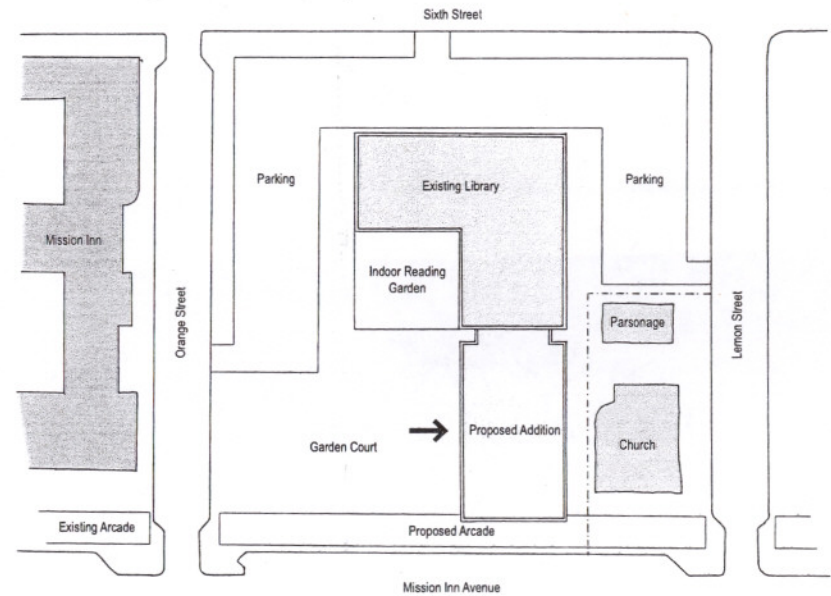 Sixth Street
Parking
Existing Library
Parking
Mission Inn
Indoor Reading
Garden
Orange Street
Parsonage
Lemon Street
Garden Court
Proposed Addition
Church
Existing Arcade
Proposed Arcade
Mission Inn Avenue